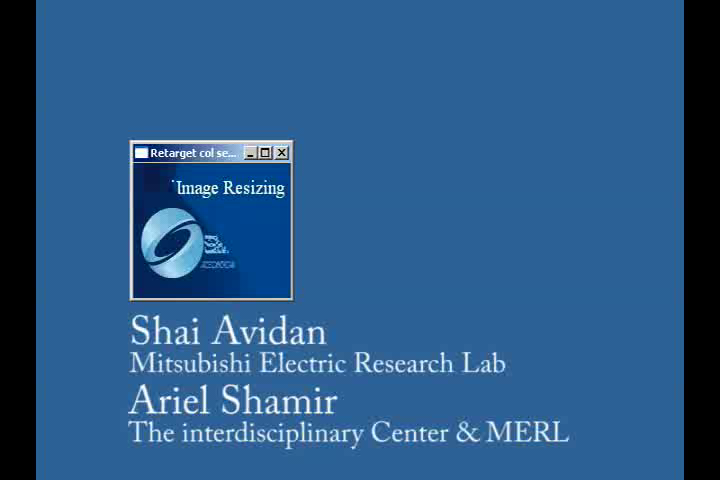 Retarget col se...
Image Resizing
Shai Avidan
Mitsubishi Electric Research Lab
Ariel Shamir
The interdisciplinary Center & MERL